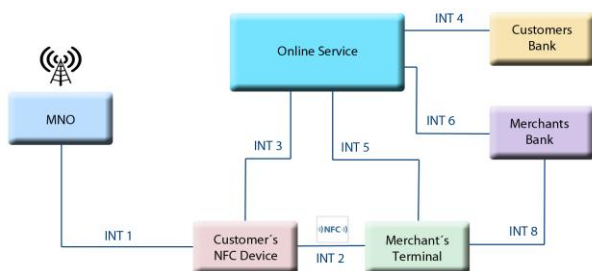 INT 4
Customers
Bank
Online Service
MNO
INT 6
Merchants
Bank
INT 3
INT 5
INT 1
NFC
INT 8
Customer´s
NFC Device
INT 2
Merchant´s
Terminal